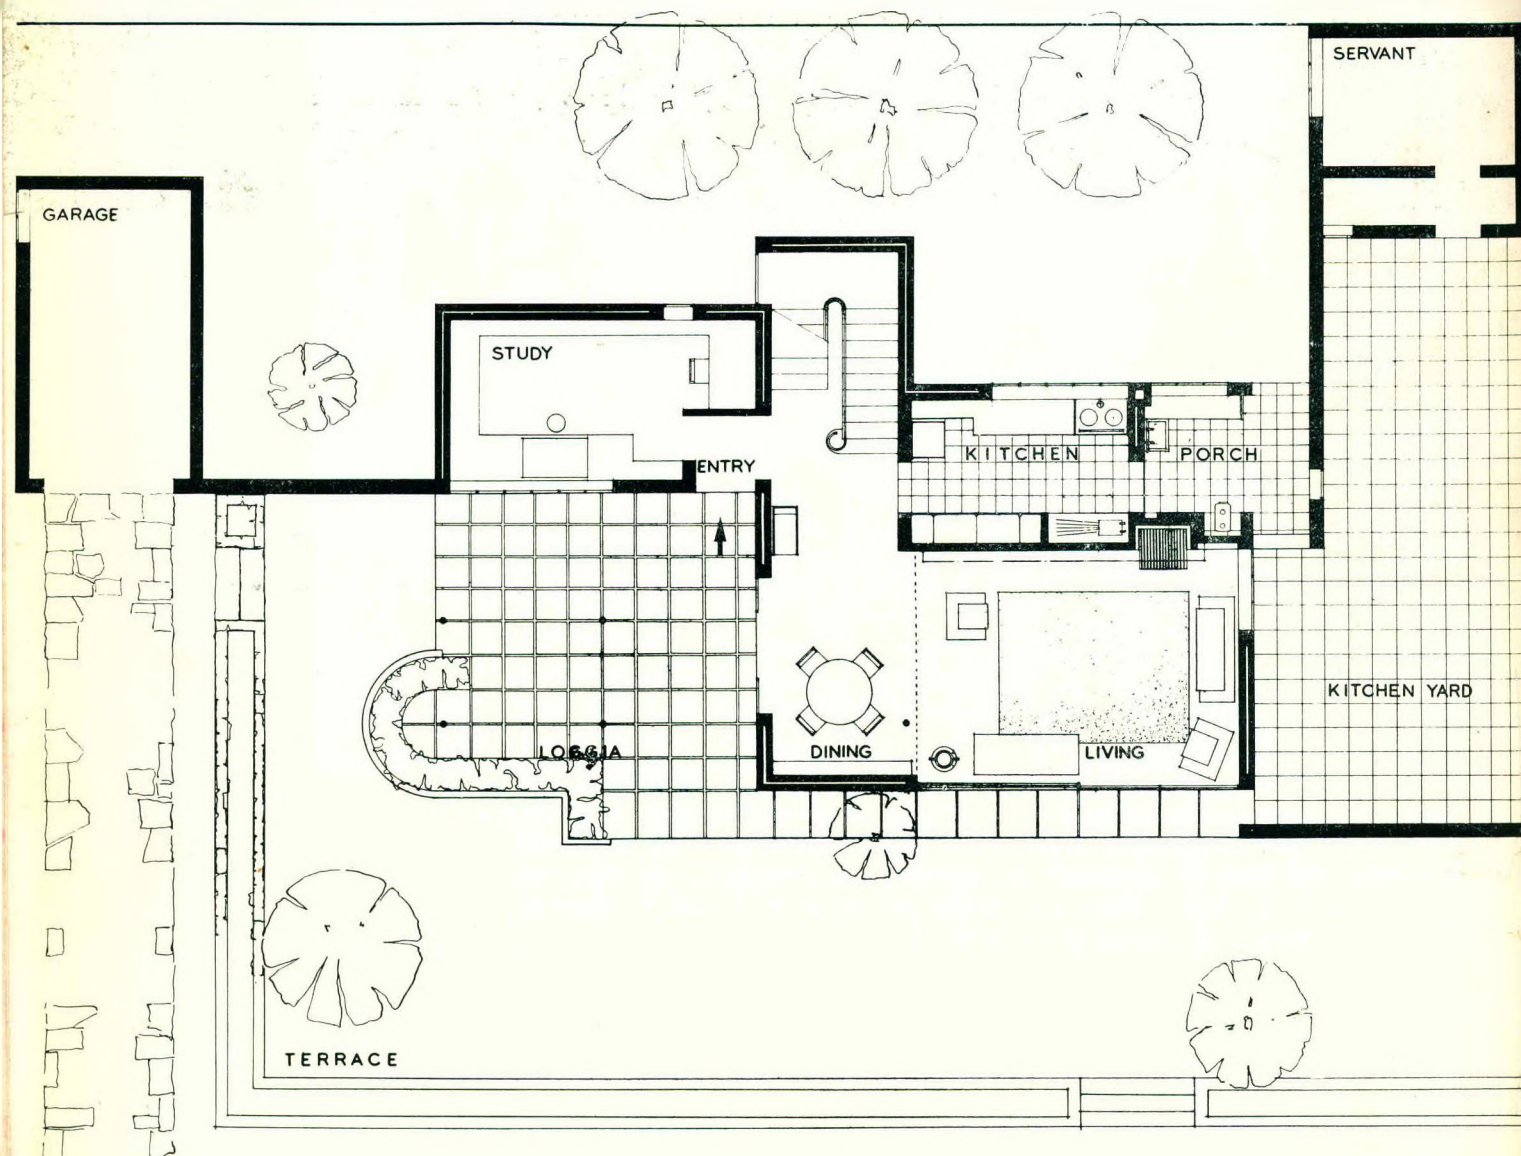 SERVANT
GARAGE
STUDY
ENTRY
KITCHEN
PORCH
KITCHEN YARD
LOGGIA
DINING
LIVING
TERRACE